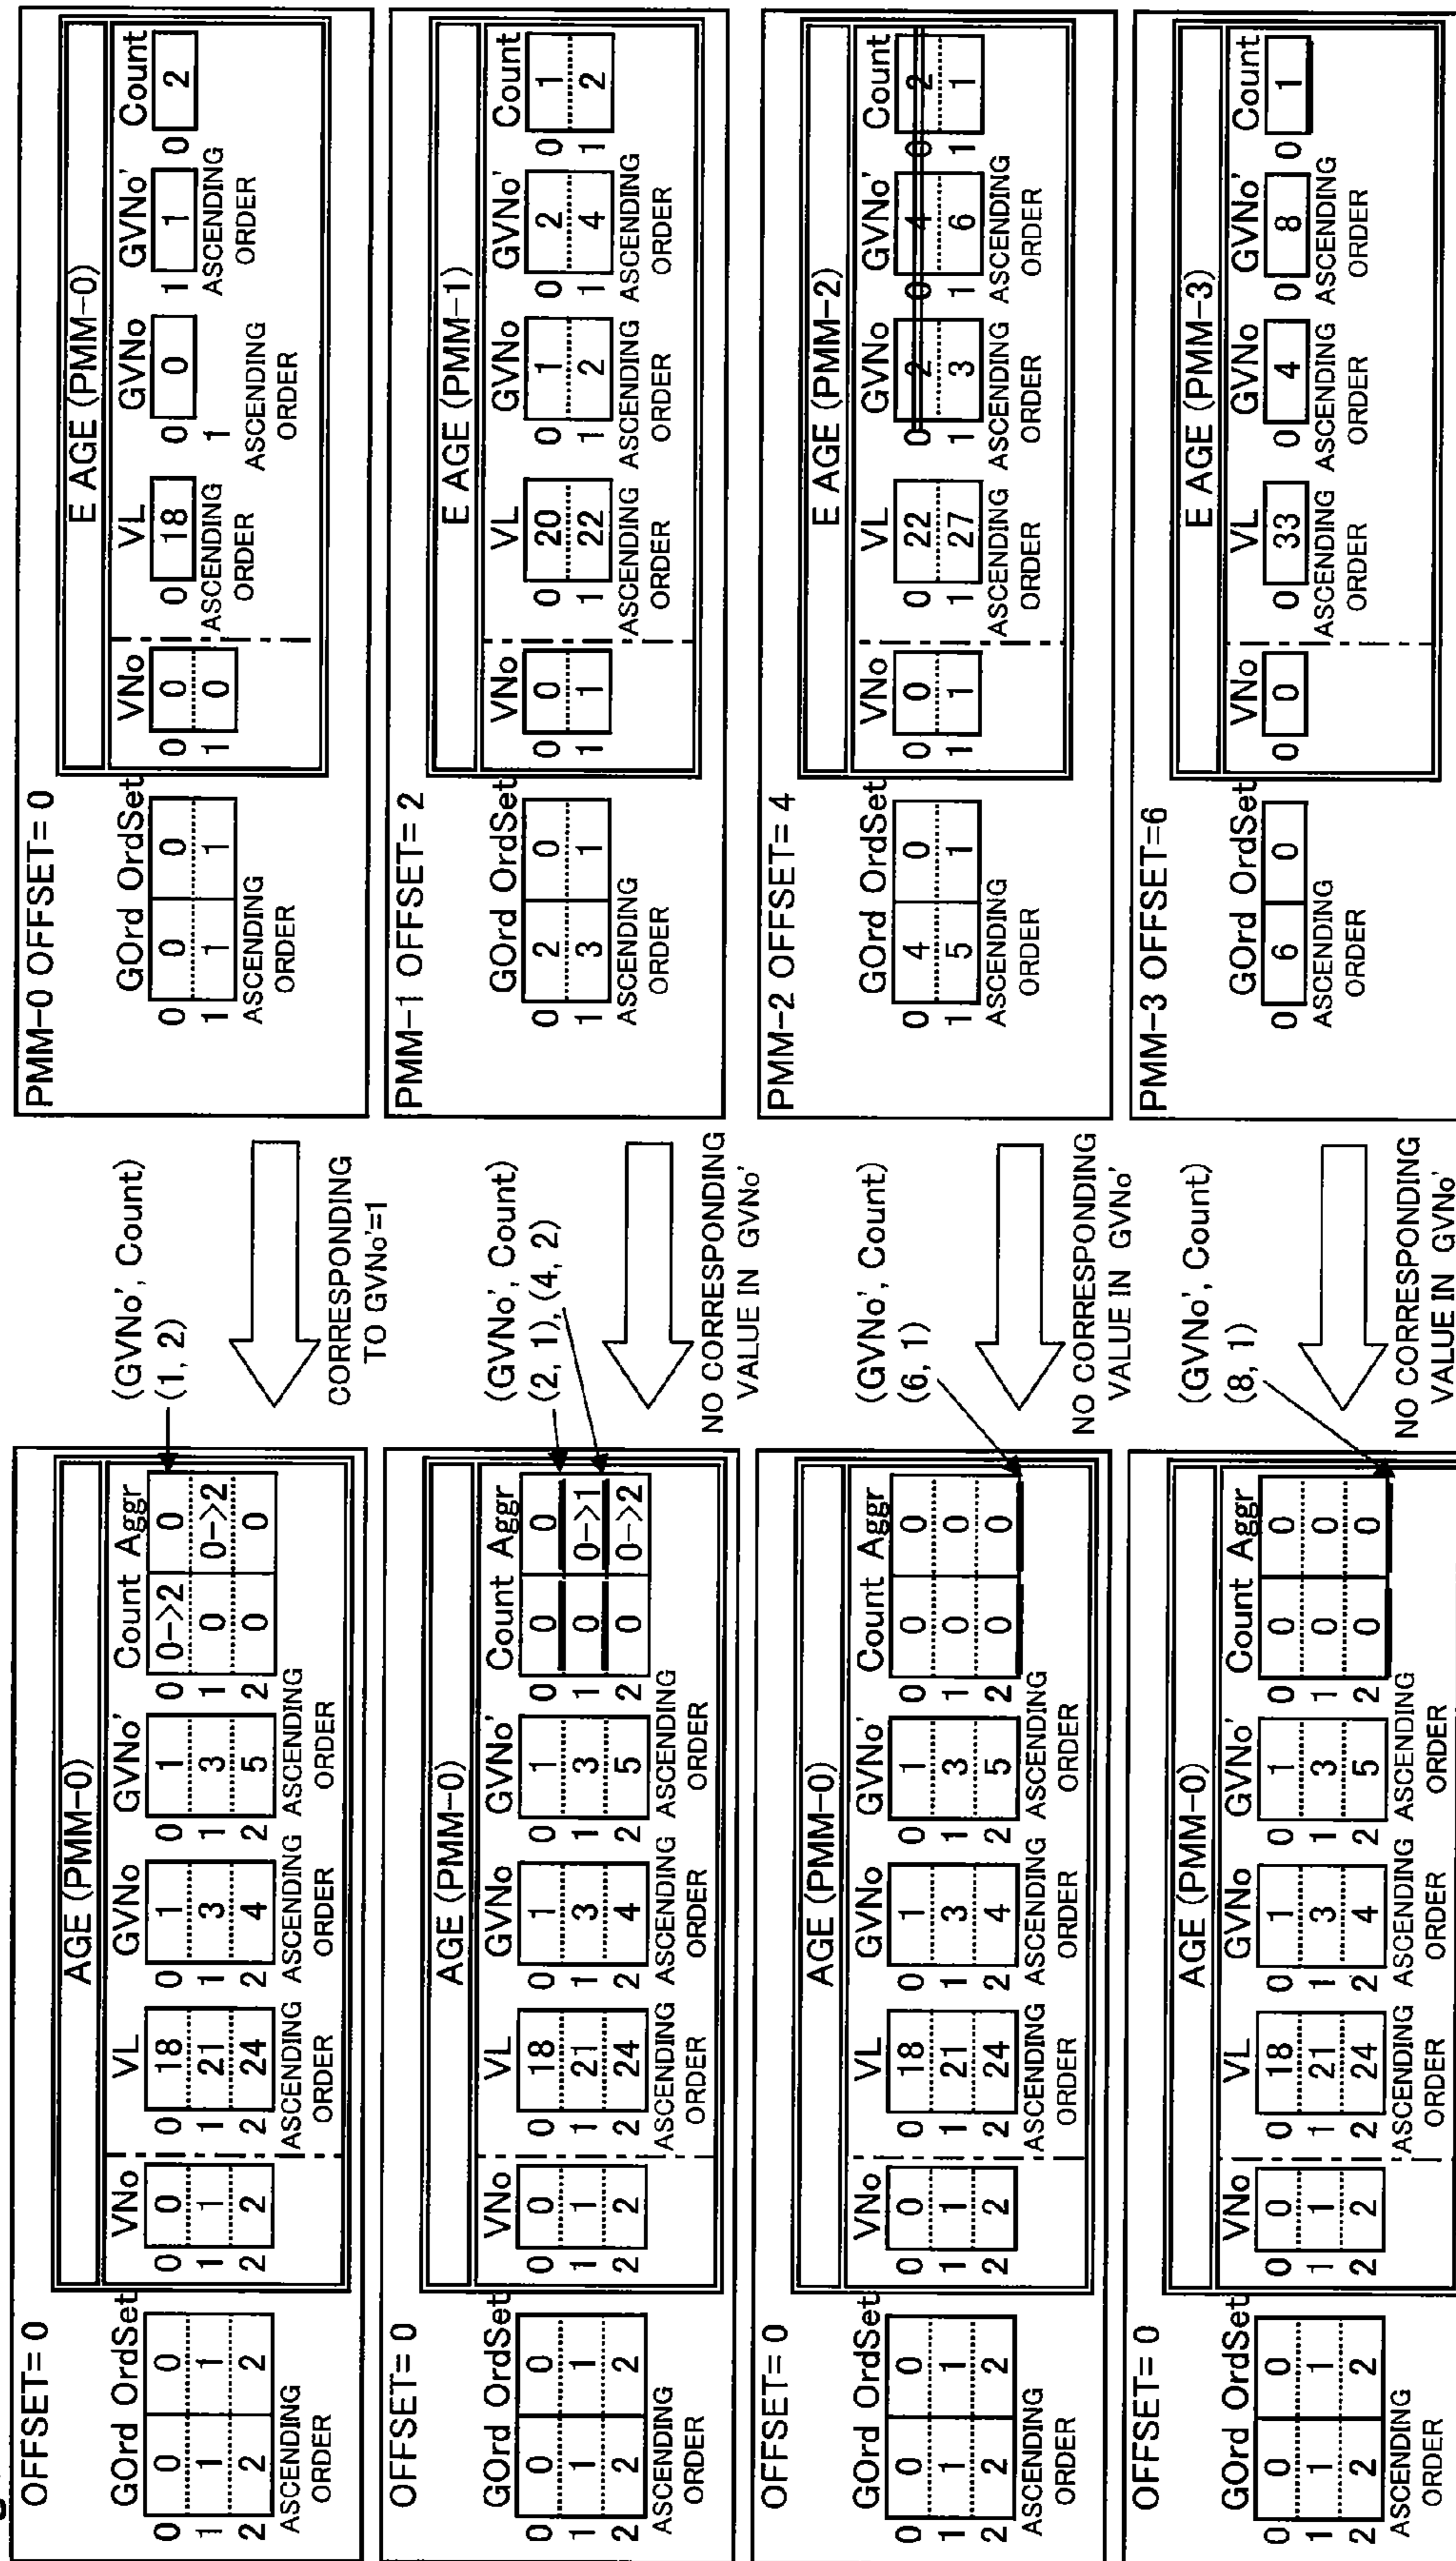 OFFSET= 0
GOrd OrdSet
0 0 0
1 1 1
2 2 2
ASCENDING
ORDER
AGE (PMM-0)
VNo VL GVNo GVNo' Count Aggr
0 0 0 18 0 1 0 1 0 0->2 0
1 1 1 21 1 3 1 3 1 0 0->2
2 2 2 24 2 4 2 5 2 0 0
ASCENDING ASCENDING ASCENDING
ORDER ORDER ORDER
(GVNo', Count)
(1, 2)
CORRESPONDING
TO GVNo'=1
PMM-0 OFFSET= 0
GOrd OrdSet
0 0 0
1 1 1
ASCENDING
ORDER
E AGE (PMM-0)
VNo VL GVNo GVNo' Count
0 0 0 18 0 0 1 1 0 2
1 0 1
ASCENDING ASCENDING ASCENDING
ORDER ORDER ORDER
OFFSET= 0
GOrd OrdSet
0 0 0
1 1 1
2 2 2
ASCENDING
ORDER
AGE (PMM-0)
VNo VL GVNo GVNo' Count Aggr
0 0 0 18 0 1 0 1 0 0 0
1 1 1 21 1 3 1 3 1 0 0->1
2 2 2 24 2 4 2 5 2 0 0->2
ASCENDING ASCENDING ASCENDING
ORDER ORDER ORDER
(GVNo', Count)
(2, 1), (4, 2)
NO CORRESPONDING
VALUE IN GVNo'
PMM-1 OFFSET= 2
GOrd OrdSet
0 2 0
1 3 1
ASCENDING
ORDER
E AGE (PMM-1)
VNo VL GVNo GVNo' Count
0 0 0 20 0 1 0 2 0 1
1 1 1 22 1 2 1 4 1 2
ASCENDING ASCENDING ASCENDING
ORDER ORDER ORDER
OFFSET= 0
GOrd OrdSet
0 0 0
1 1 1
2 2 2
ASCENDING
ORDER
AGE (PMM-0)
VNo VL GVNo GVNo' Count Aggr
0 0 0 18 0 1 0 1 0 0 0
1 1 1 21 1 3 1 3 1 0 0
2 2 2 24 2 4 2 5 2 0 0
ASCENDING ASCENDING ASCENDING
ORDER ORDER ORDER
(GVNo', Count)
(6, 1)
NO CORRESPONDING
VALUE IN GVNo'
PMM-2 OFFSET= 4
GOrd OrdSet
0 4 0
1 5 1
ASCENDING
ORDER
E AGE (PMM-2)
VNo VL GVNo GVNo' Count
0 0 0 22 0 2 0 4 0 2
1 1 1 27 1 3 1 6 1 1
ASCENDING ASCENDING ASCENDING
ORDER ORDER ORDER
OFFSET= 0
GOrd OrdSet
0 0 0
1 1 1
2 2 2
ASCENDING
ORDER
AGE (PMM-0)
VNo VL GVNo GVNo' Count Aggr
0 0 0 18 0 1 0 1 0 0 0
1 1 1 21 1 3 1 3 1 0 0
2 2 2 24 2 4 2 5 2 0 0
ASCENDING ASCENDING ASCENDING
ORDER ORDER ORDER
(GVNo', Count)
(8, 1)
NO CORRESPONDING
VALUE IN GVNo'
PMM-3 OFFSET=6
GOrd OrdSet
0 6 0
ASCENDING
ORDER
E AGE (PMM-3)
VNo VL GVNo GVNo' Count
0 0 0 33 0 4 0 8 0 1
ASCENDING ASCENDING ASCENDING
ORDER ORDER ORDER